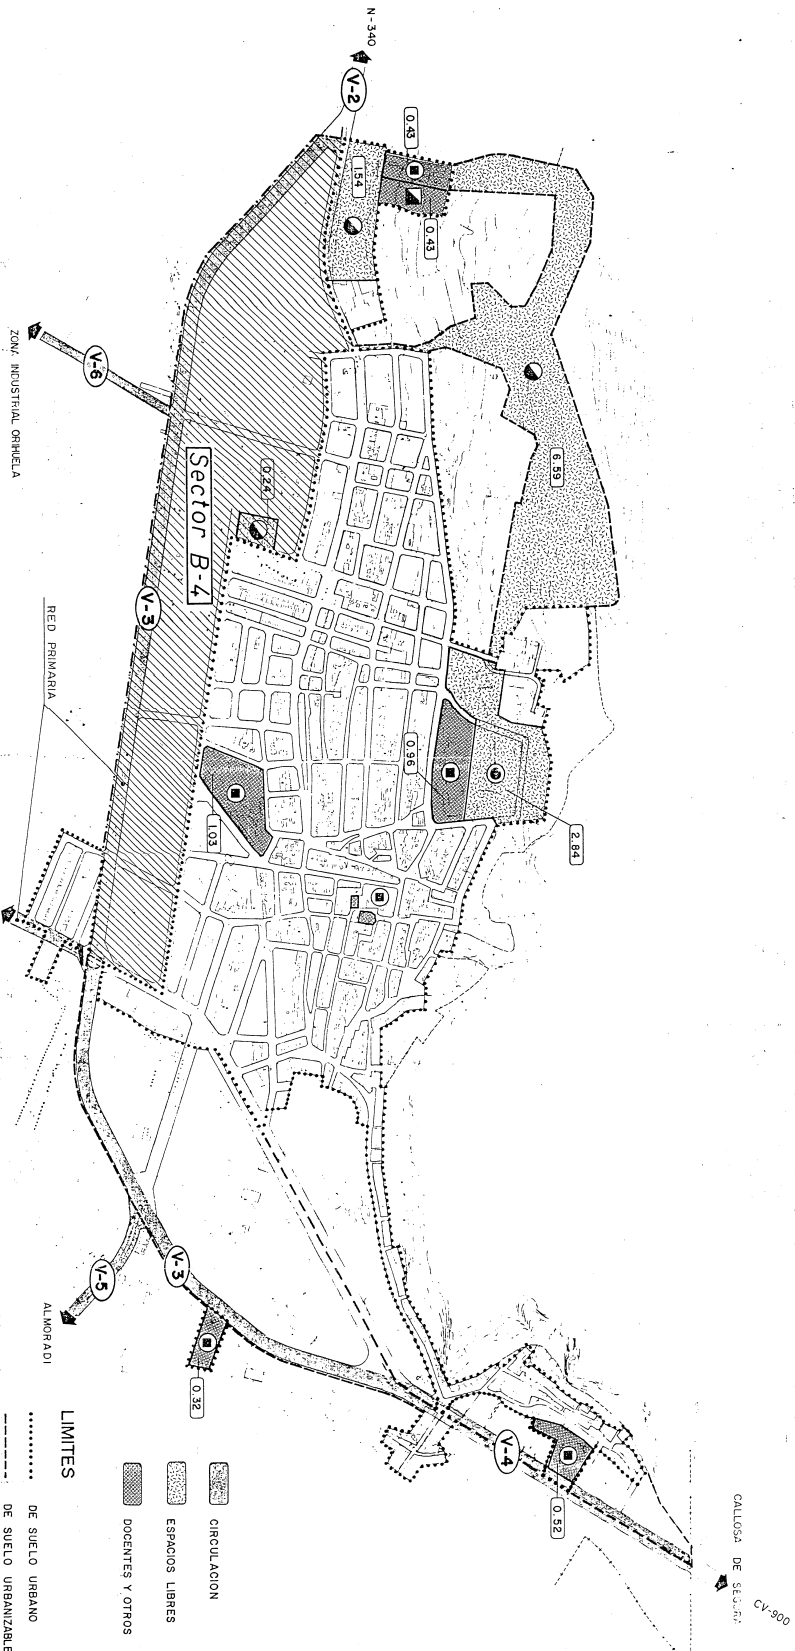 N-340
V-2
0.43
1.54
0.43
ZONA INDUSTRIAL ORIHUELA
V-6
6.59
0.24
Sector B-4
V-3
RED PRIMARIA
0.96
1.03
2.84
V-3
V-5
ALMORADI
0.32
V-4
0.52
CALLOSA DE
CV-900
LIMITES
DE SUELO URBANO
DE SUELO URBANIZABLE
CIRCULACION
ESPACIOS LIBRES
DOCENTES Y OTROS